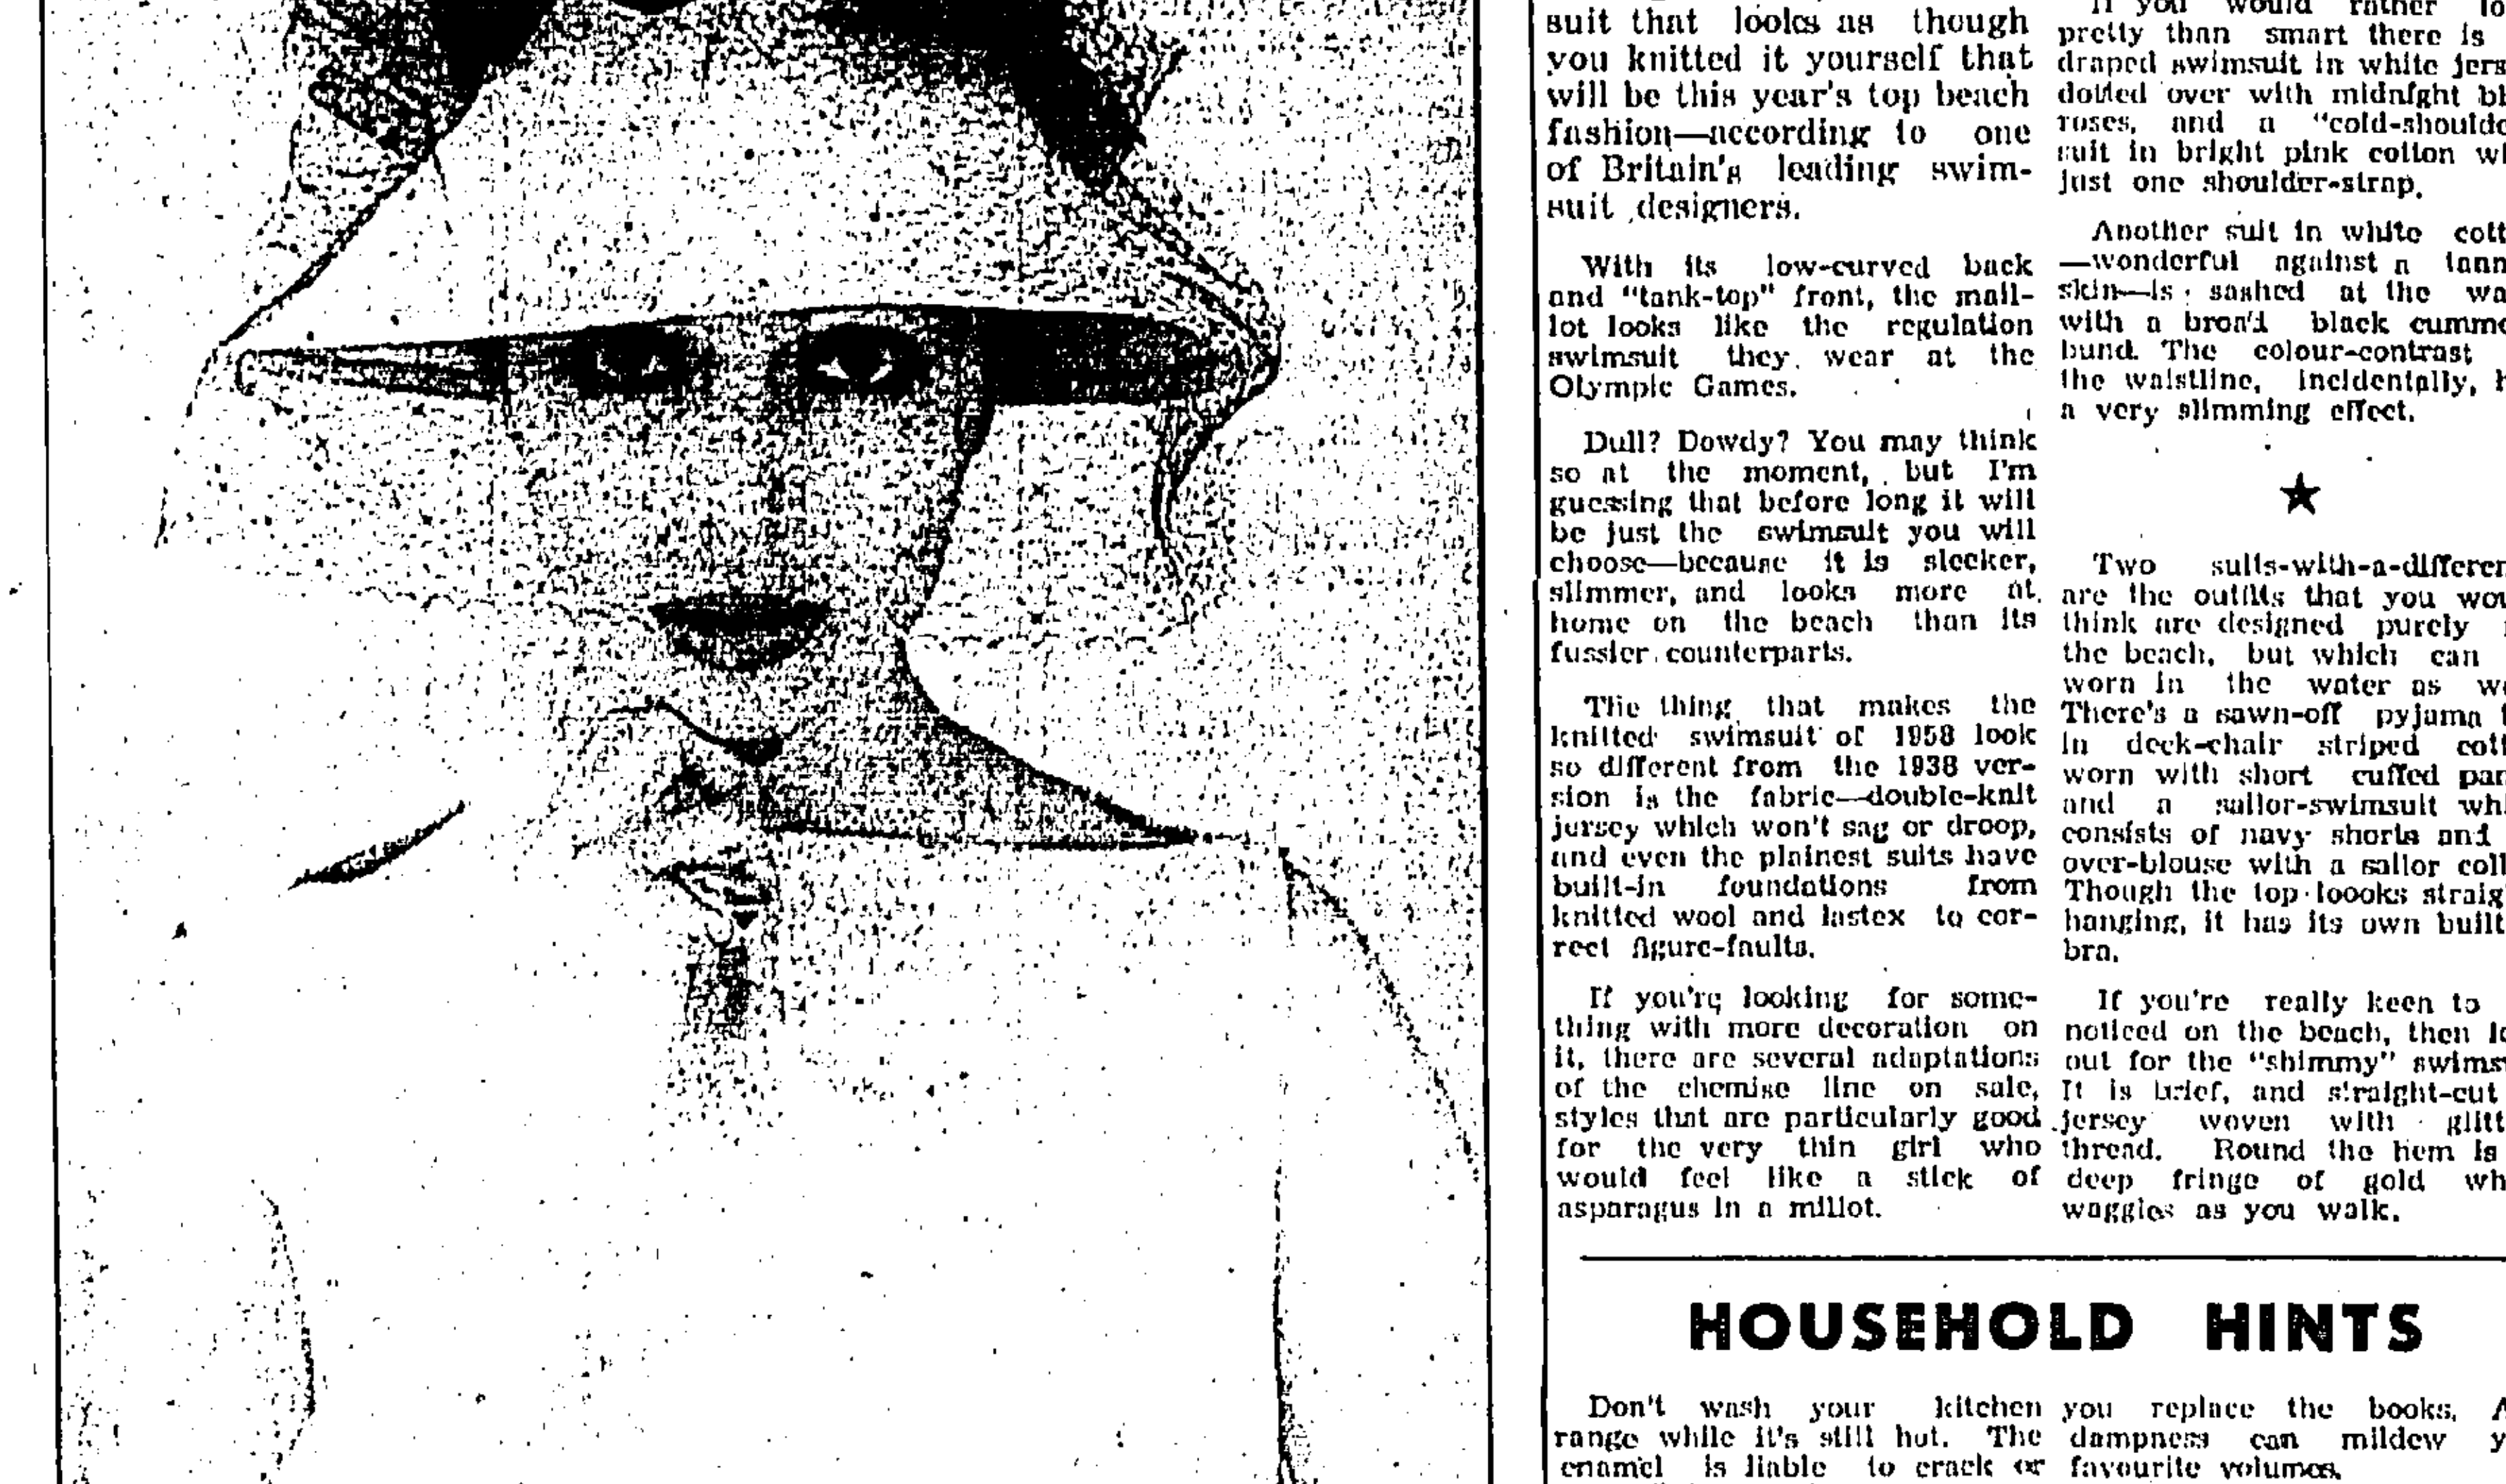 suit that looks as though
you knitted it yourself that
will be this year's top beach
fashion—according to one
of Britain's leading swim-
suit designers.
With its low-curved back
and "tank-top" front, the mail-
lot looks like the regulation
swimsuit they wear at the
Olympic Games.
Dull? Dowdy? You may think
so at the moment, but I'm
guessing that before long it will
be just the swimsuit you will
choose—because it is sleeker,
slimmer, and looks more at
home on the beach than its
fussier counterparts.
The thing that makes the
knitted swimsuit of 1958 look
so different from the 1938 ver-
sion is the fabric—double-knit
jersey which won't sag or droop,
and even the plainest suits have
built-in foundations from
knitted wool and lastex to cor-
rect figure-faults.
If you're looking for some-
thing with more decoration on
it, there are several adaptations
of the chemise line on sale,
styles that are particularly good
for the very thin girl who
would feel like a stick of
asparagus in a millot.
If you would rather
pretty than smart there is
draped swimsuit in white
dotted over with midnight
roses, and a
suit in bright pink cotton
just one shoulder-strap.
Another suit in white
—wonderful against a
skin—is sashed at the
with a broad black
bund. The colour-contrast
the waistline, incidentally,
a very slimming effect.
★
Two
are the outfits that you
think are designed purely
the beach, but which can
worn in the water as
There's a sawn-off pyjama
in deck-chair striped
worn with short cuffed
and a sailor-swimsuit
consists of navy shorts and
over-blouse with a sailor
Though the top loooks
hanging, it has its own
bra.
If you're really keen to
noticed on the beach, then
out for the "shimmy"
It is brief, and straight-cut
jersey woven with
thread. Round the hem is
deep fringe of gold
waggles as you walk.
HOUSEHOLD HINTS
Don't wash your kitchen
range while it's still hot. The
enamel is liable to crack or
you replace the books.
dampness can mildew
favourite volumes.